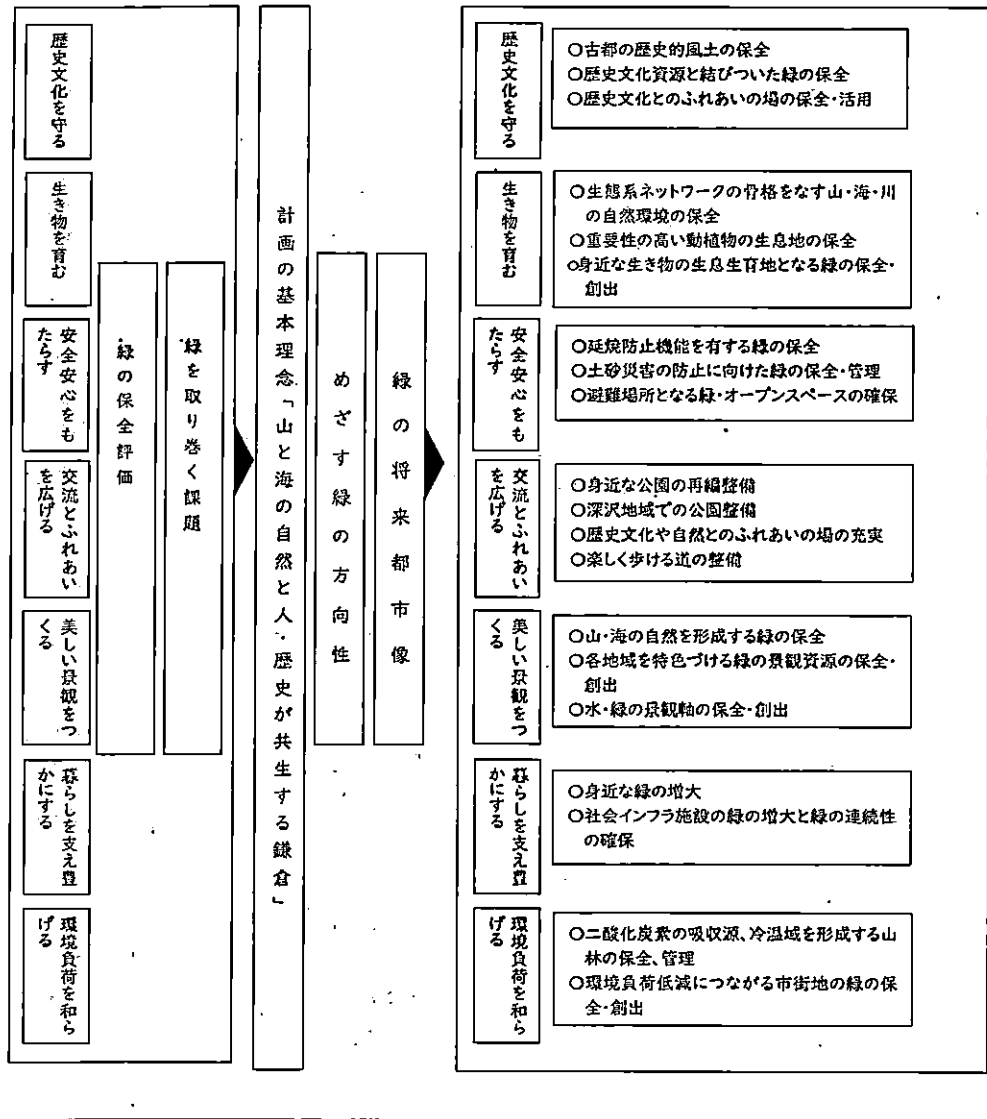 歴史文化を守る
生き物を育む
安全安心をも
たらす
交流とふれあい
を広げる
美しい景観をつ
くる
暮らしを支え豊
かにする
環境負荷を和ら
げる
緑の保全評価
緑を取り巻く課題
計画の基本理念「山と海の自然と人・歴史が共生する鎌倉」
めざす緑の方向性
緑の将来都市像
歴史文化を守る
○古都の歴史的風土の保全
○歴史文化資源と結びついた緑の保全
○歴史文化とのふれあいの場の保全・活用
生き物を育む
○生態系ネットワークの骨格をなす山・海・川
の自然環境の保全
○重要性の高い動植物の生息地の保全
○身近な生き物の生息生育地となる緑の保全・
創出
安全安心をも
たらす
○延焼防止機能を有する緑の保全
○土砂災害の防止に向けた緑の保全・管理
○避難場所となる緑・オープンスペースの確保
交流とふれあい
を広げる
○身近な公園の再編整備
○深沢地域での公園整備
○歴史文化や自然とのふれあいの場の充実
○楽しく歩ける道の整備
美しい景観をつ
くる
○山・海の自然を形成する緑の保全
○各地域を特色づける緑の景観資源の保全・
創出
○水・緑の景観軸の保全・創出
暮らしを支え豊
かにする
○身近な緑の増大
○社会インフラ施設の緑の増大と緑の連続性
の確保
環境負荷を和ら
げる
○二酸化炭素の吸収源、冷温域を形成する山
林の保全、管理
○環境負荷低減につながる市街地の緑の保
全・創出